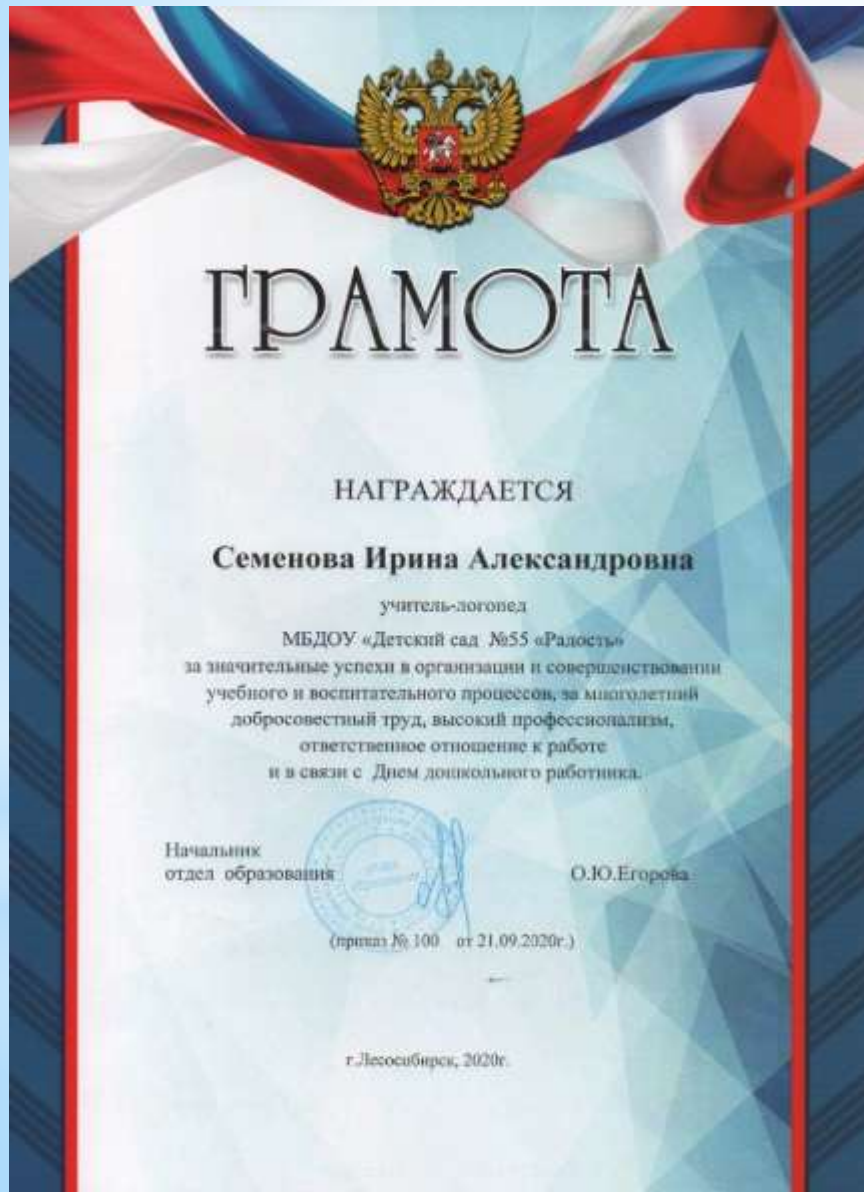 ГРАМОТА
НАГРАЖДАЕТСЯ
Семенова Ирина Александровна
учитель-логопед
МБДОУ «Детский сад №55 «Радость»
за значительные успехи в организации и совершенствовании
учебного и воспитательного процессов, за многолетний
добросовестный труд, высокий профессионализм,
ответственное отношение к работе
и в связи с Днем дошкольного работника.
Начальник
отдел образования О.Ю.Егорова
(приказ № 100 от 21.09.2020г.)
г.Лесосибирск, 2020г.